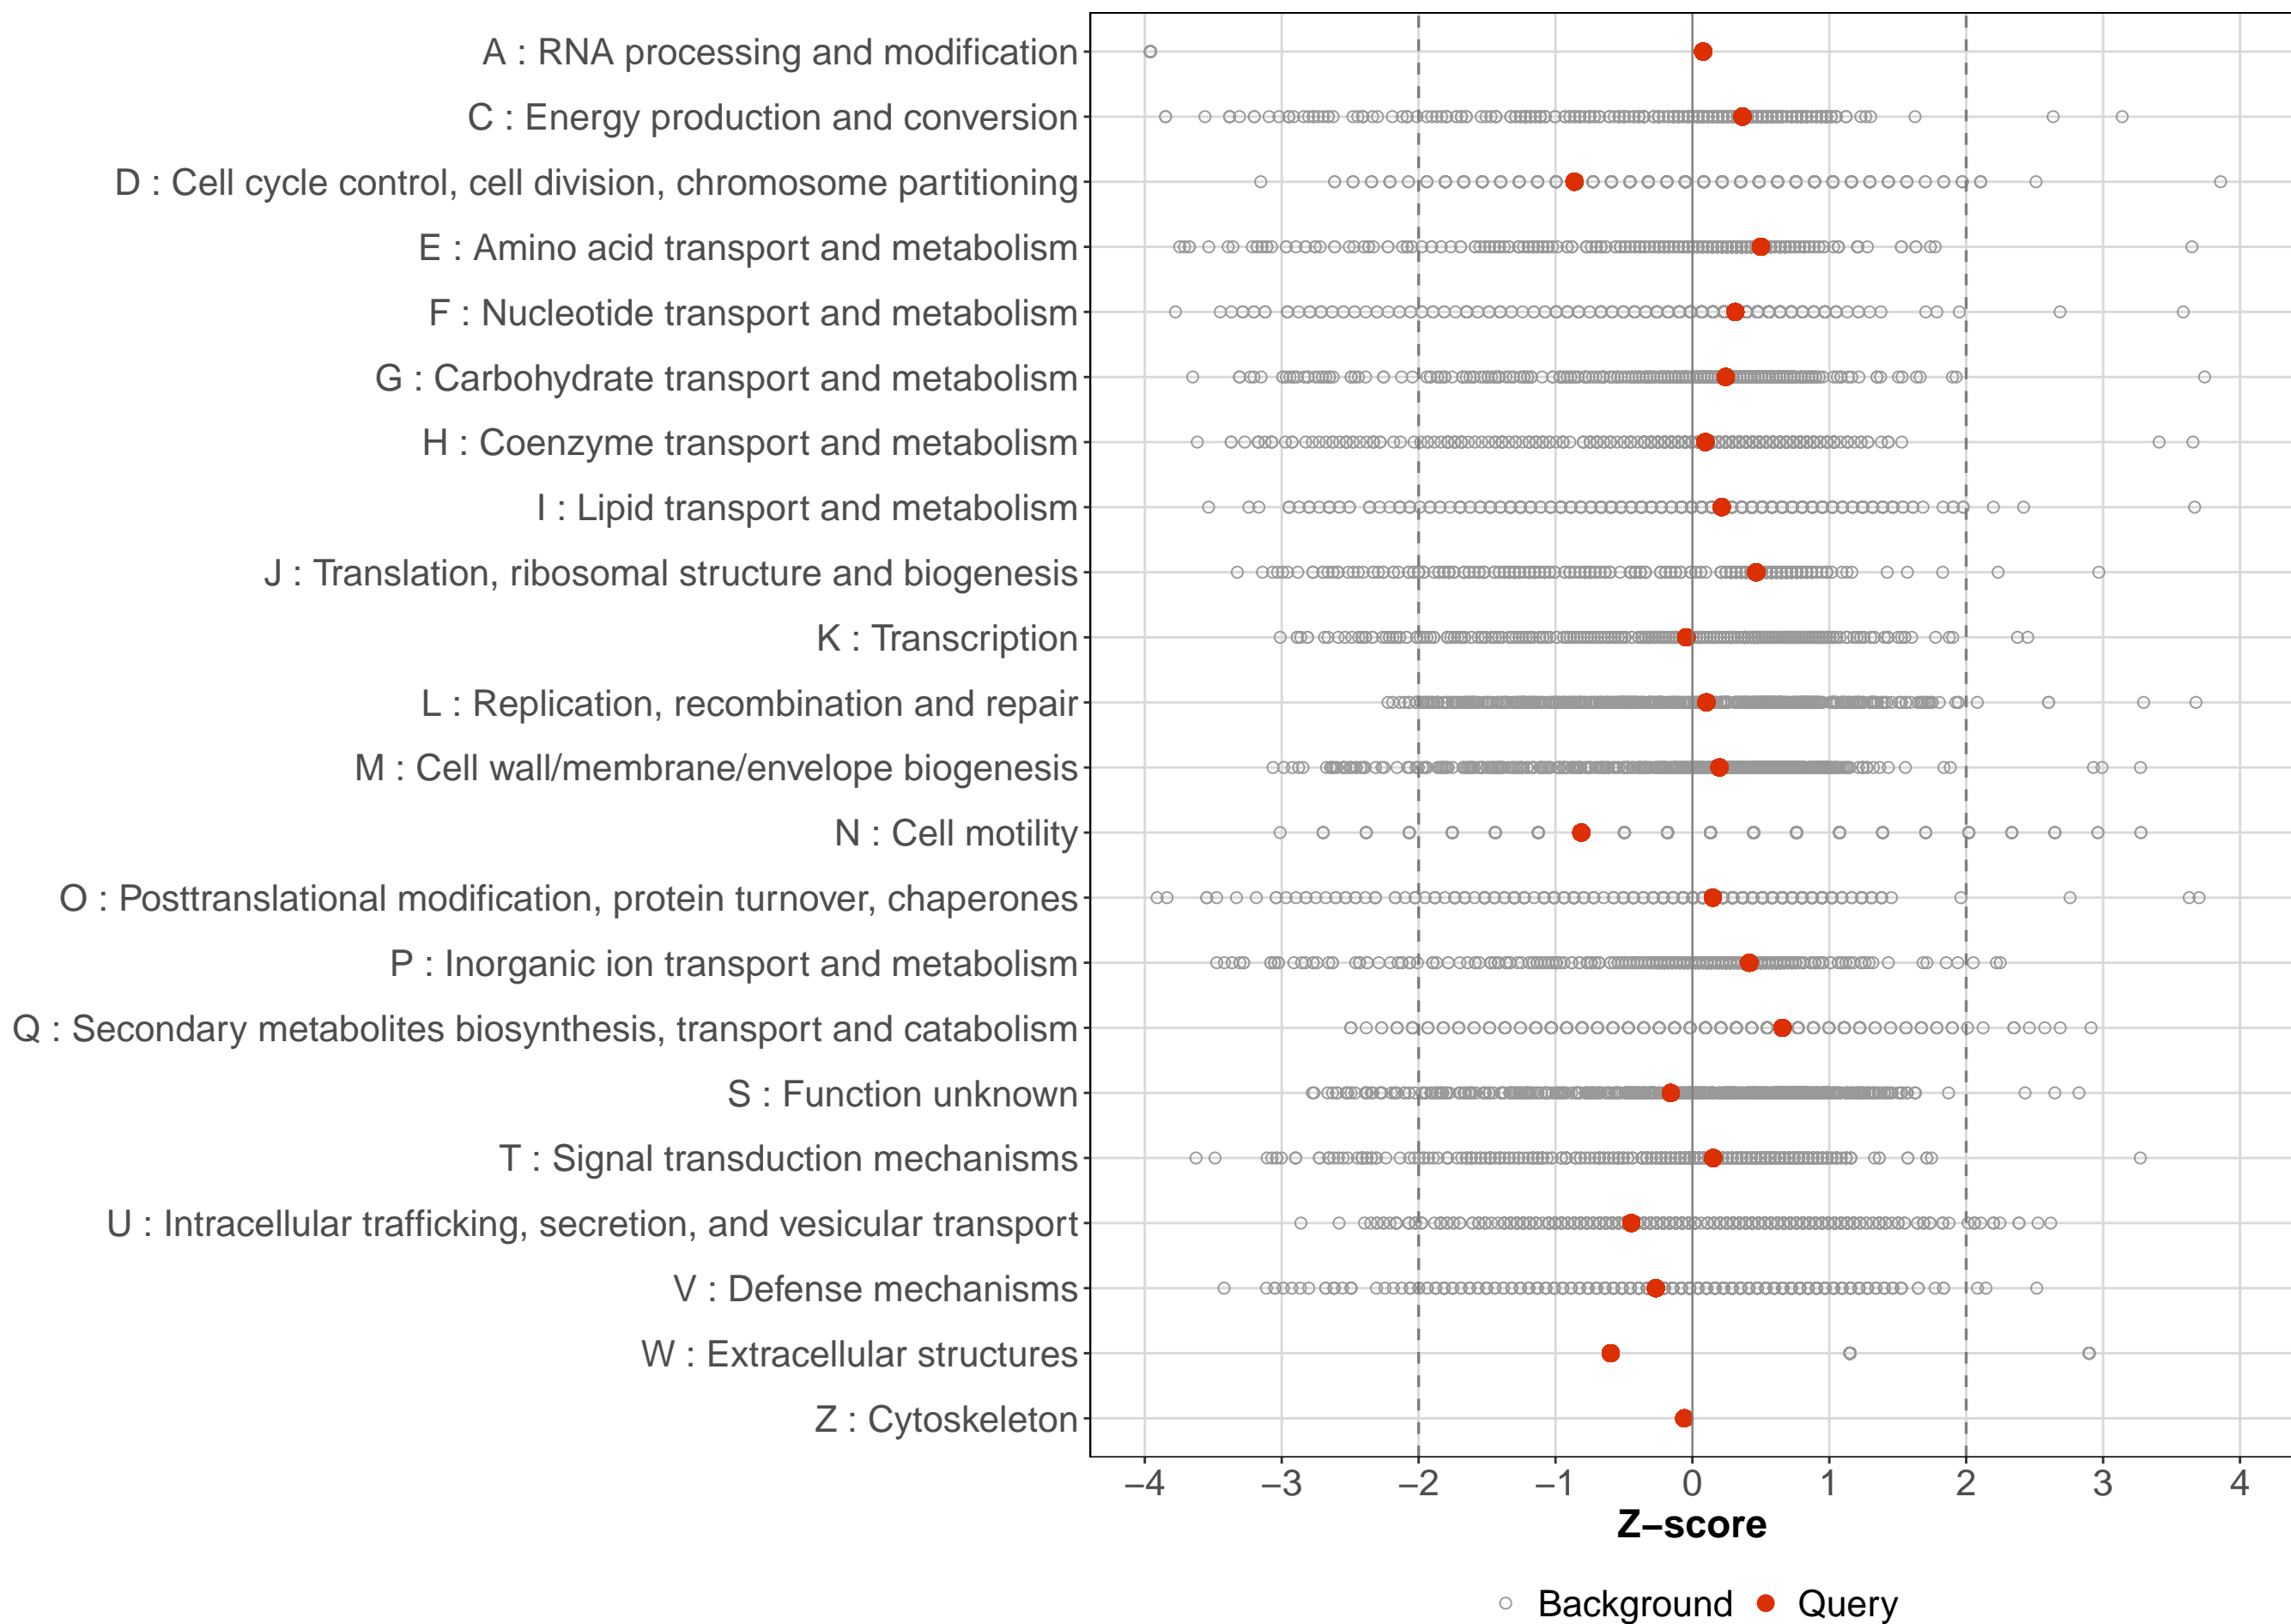 A : RNA processing and modification
C : Energy production and conversion
D : Cell cycle control, cell division, chromosome partitioning
E : Amino acid transport and metabolism
F : Nucleotide transport and metabolism
G : Carbohydrate transport and metabolism
H : Coenzyme transport and metabolism
I : Lipid transport and metabolism
J : Translation, ribosomal structure and biogenesis
K : Transcription
L : Replication, recombination and repair
M : Cell wall/membrane/envelope biogenesis
N : Cell motility
O : Posttranslational modification, protein turnover, chaperones
P : Inorganic ion transport and metabolism
Q : Secondary metabolites biosynthesis, transport and catabolism
S : Function unknown
T : Signal transduction mechanisms
U : Intracellular trafficking, secretion, and vesicular transport
V : Defense mechanisms
W : Extracellular structures
Z : Cytoskeleton
−4 −3 −2 −1 0 1 2 3 4
Z−score
Background Query